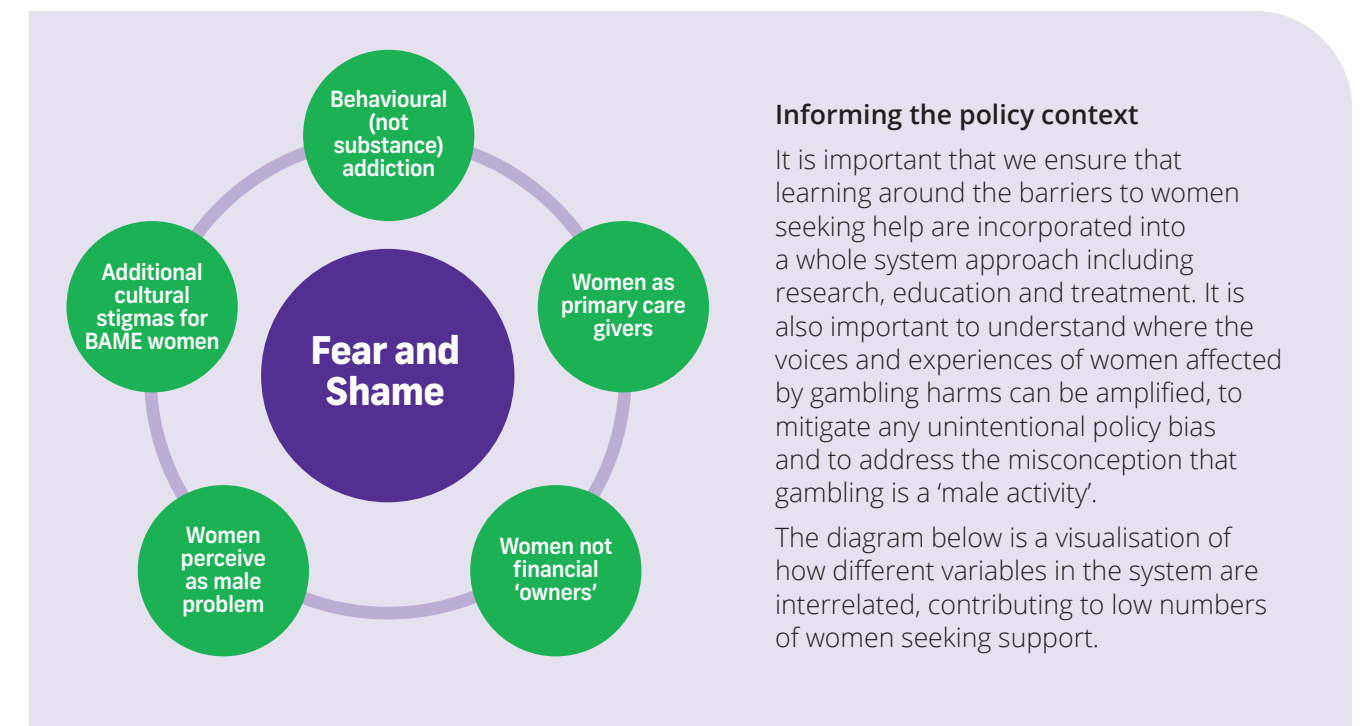 Behavioural
(not
substance)
addiction
Additional
cultural
stigmas for
BAME women
Women as
primary care
givers
Fear and
Shame
Women
perceive
as male
problem
Women not
financial
‘owners’
Informing the policy context
It is important that we ensure that
learning around the barriers to women
seeking help are incorporated into
a whole system approach including
research, education and treatment. It is
also important to understand where the
voices and experiences of women affected
by gambling harms can be amplified, to
mitigate any unintentional policy bias
and to address the misconception that
gambling is a ‘male activity’.
The diagram below is a visualisation of
how different variables in the system are
interrelated, contributing to low numbers
of women seeking support.